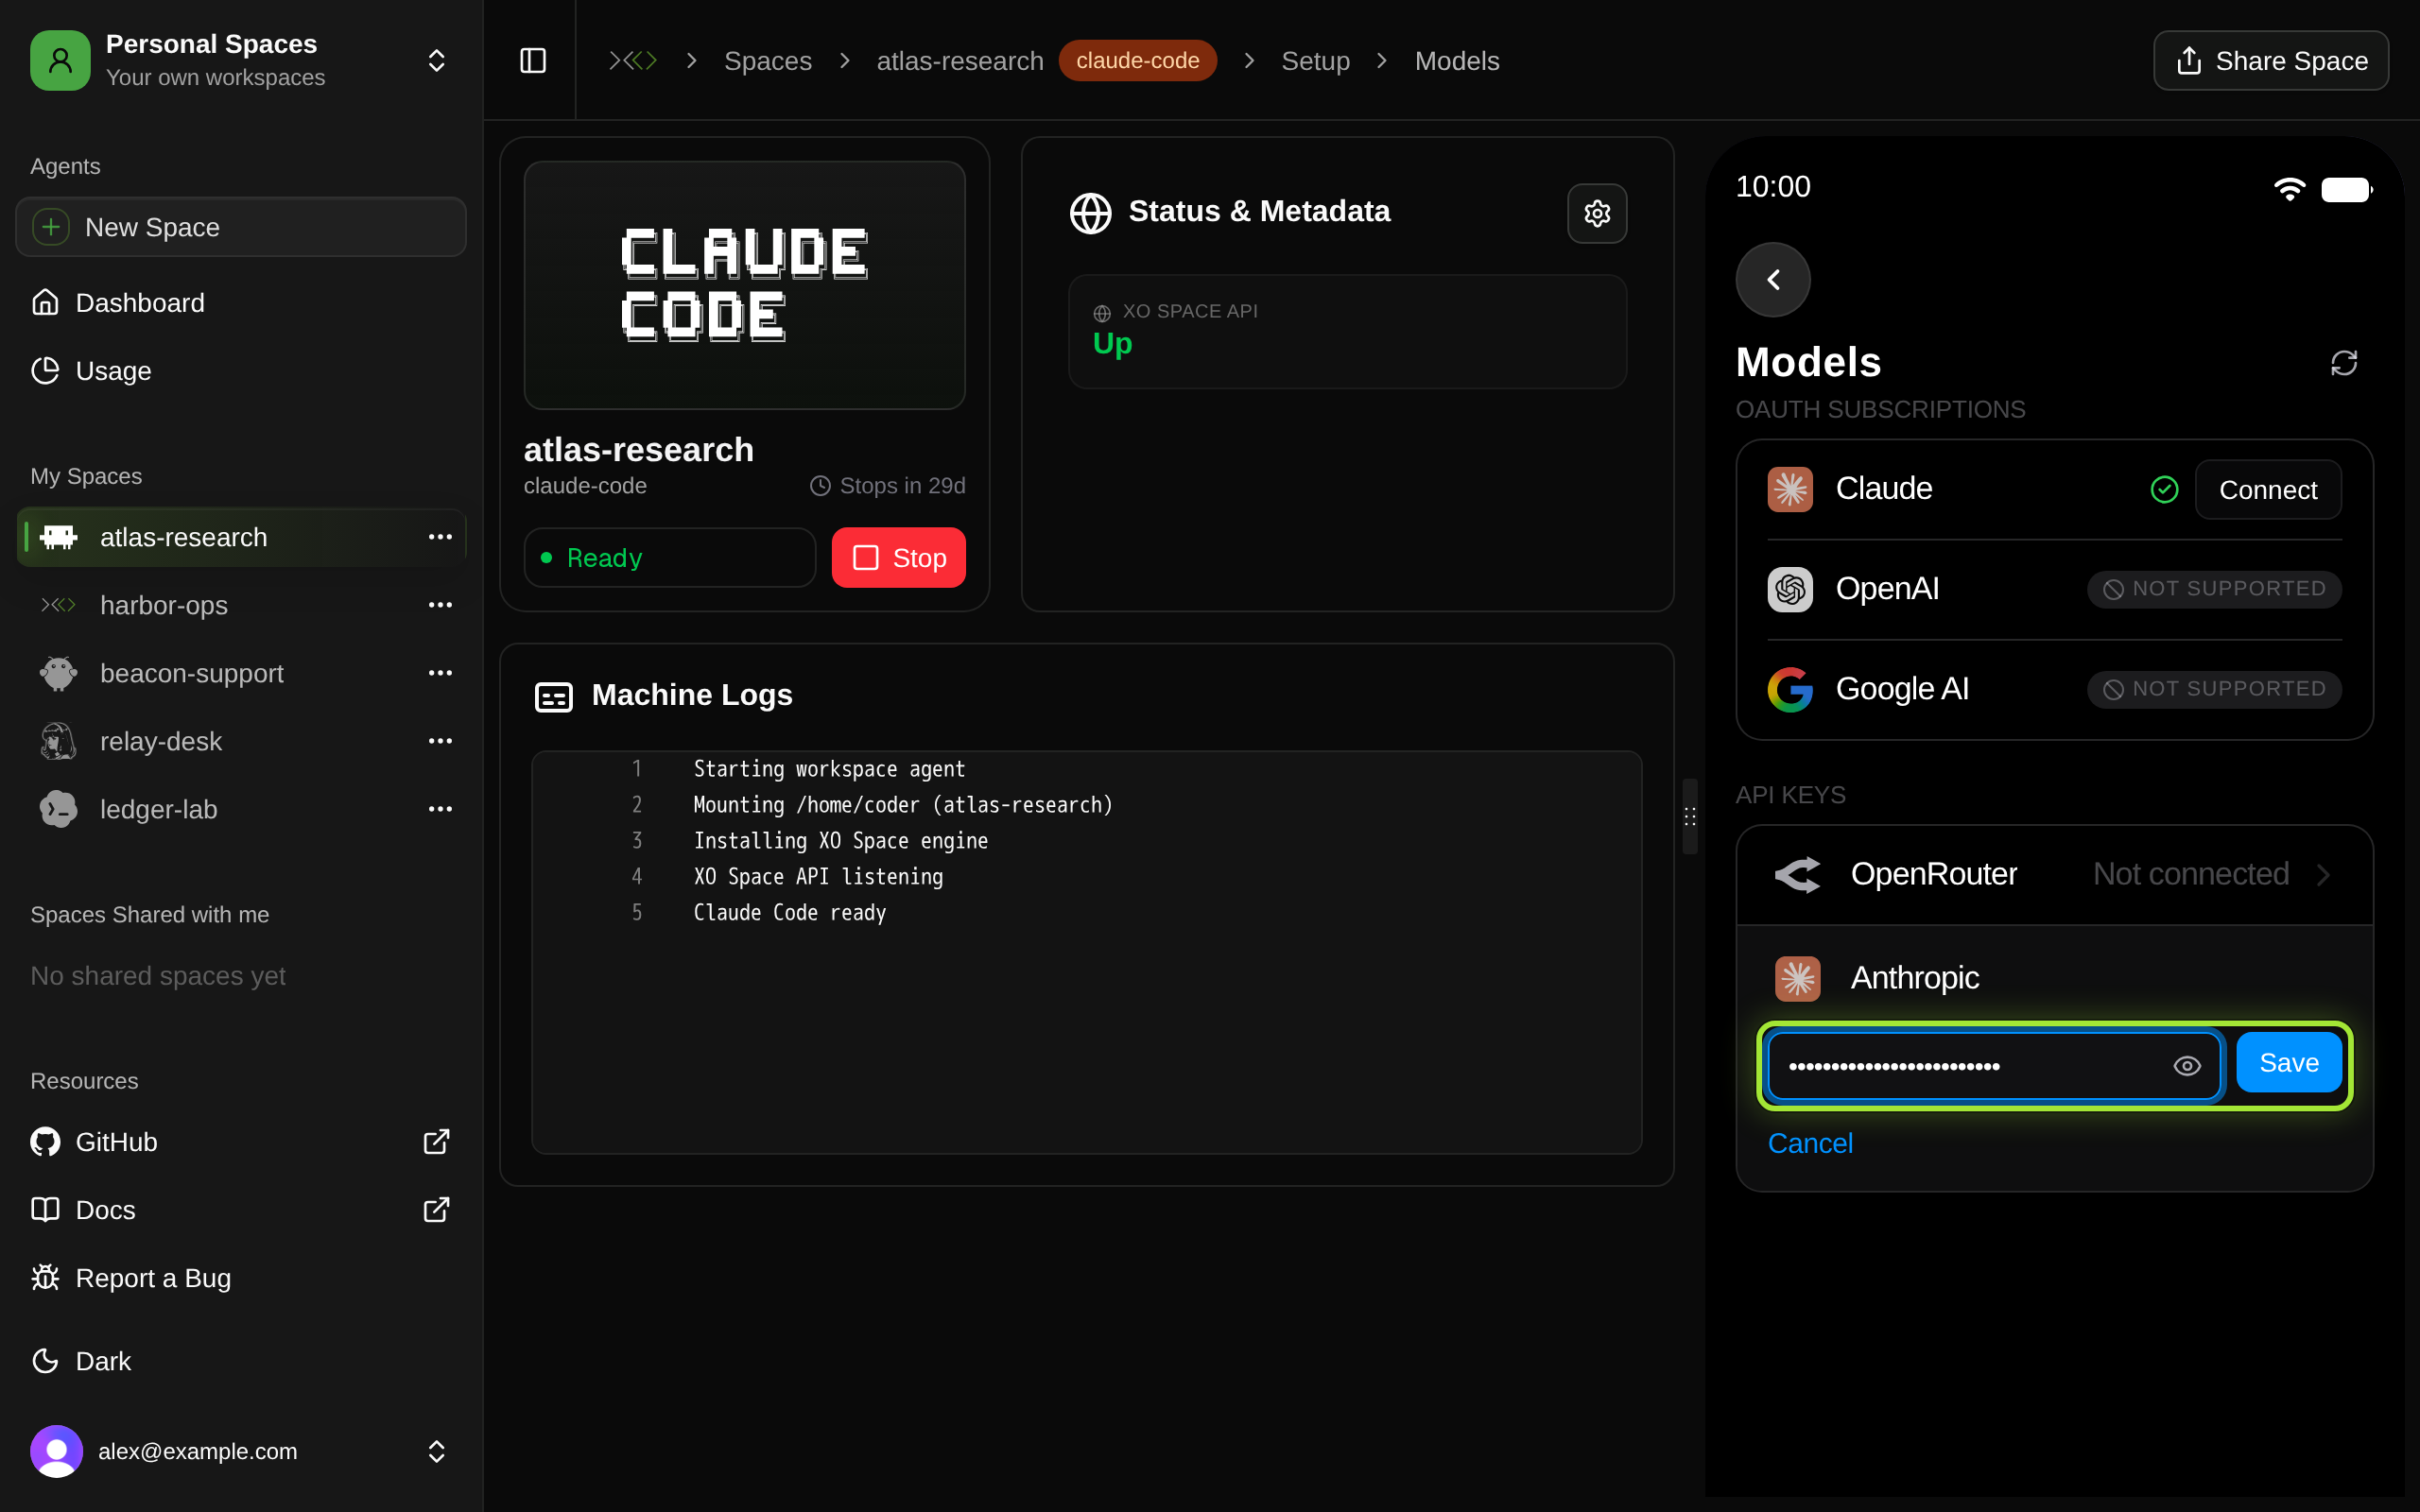 Personal Spaces
Your own workspaces
Agents
New Space
Dashboard
Usage
My Spaces
atlas-research
harbor-ops
beacon-support
relay-desk
ledger-lab
Spaces Shared with me
No shared spaces yet
Resources
GitHub
Docs
Report a Bug
Dark
alex@example.com
Spaces
atlas-research claude-code
Setup
Models
Share Space
CLAUDE
CODE
atlas-research
claude-code
Stops in 29d
Ready
Stop
Status & Metadata
XO SPACE API
Up
Machine Logs
1 Starting workspace agent
2 Mounting /home/coder (atlas-research)
3 Installing XO Space engine
4 XO Space API listening
5 Claude Code ready
10:00
Models
OAUTH SUBSCRIPTIONS
Claude
Connect
OpenAI
NOT SUPPORTED
Google AI
NOT SUPPORTED
API KEYS
OpenRouter
Not connected
Anthropic
•••••••••••••••••••••••••
Save
Cancel